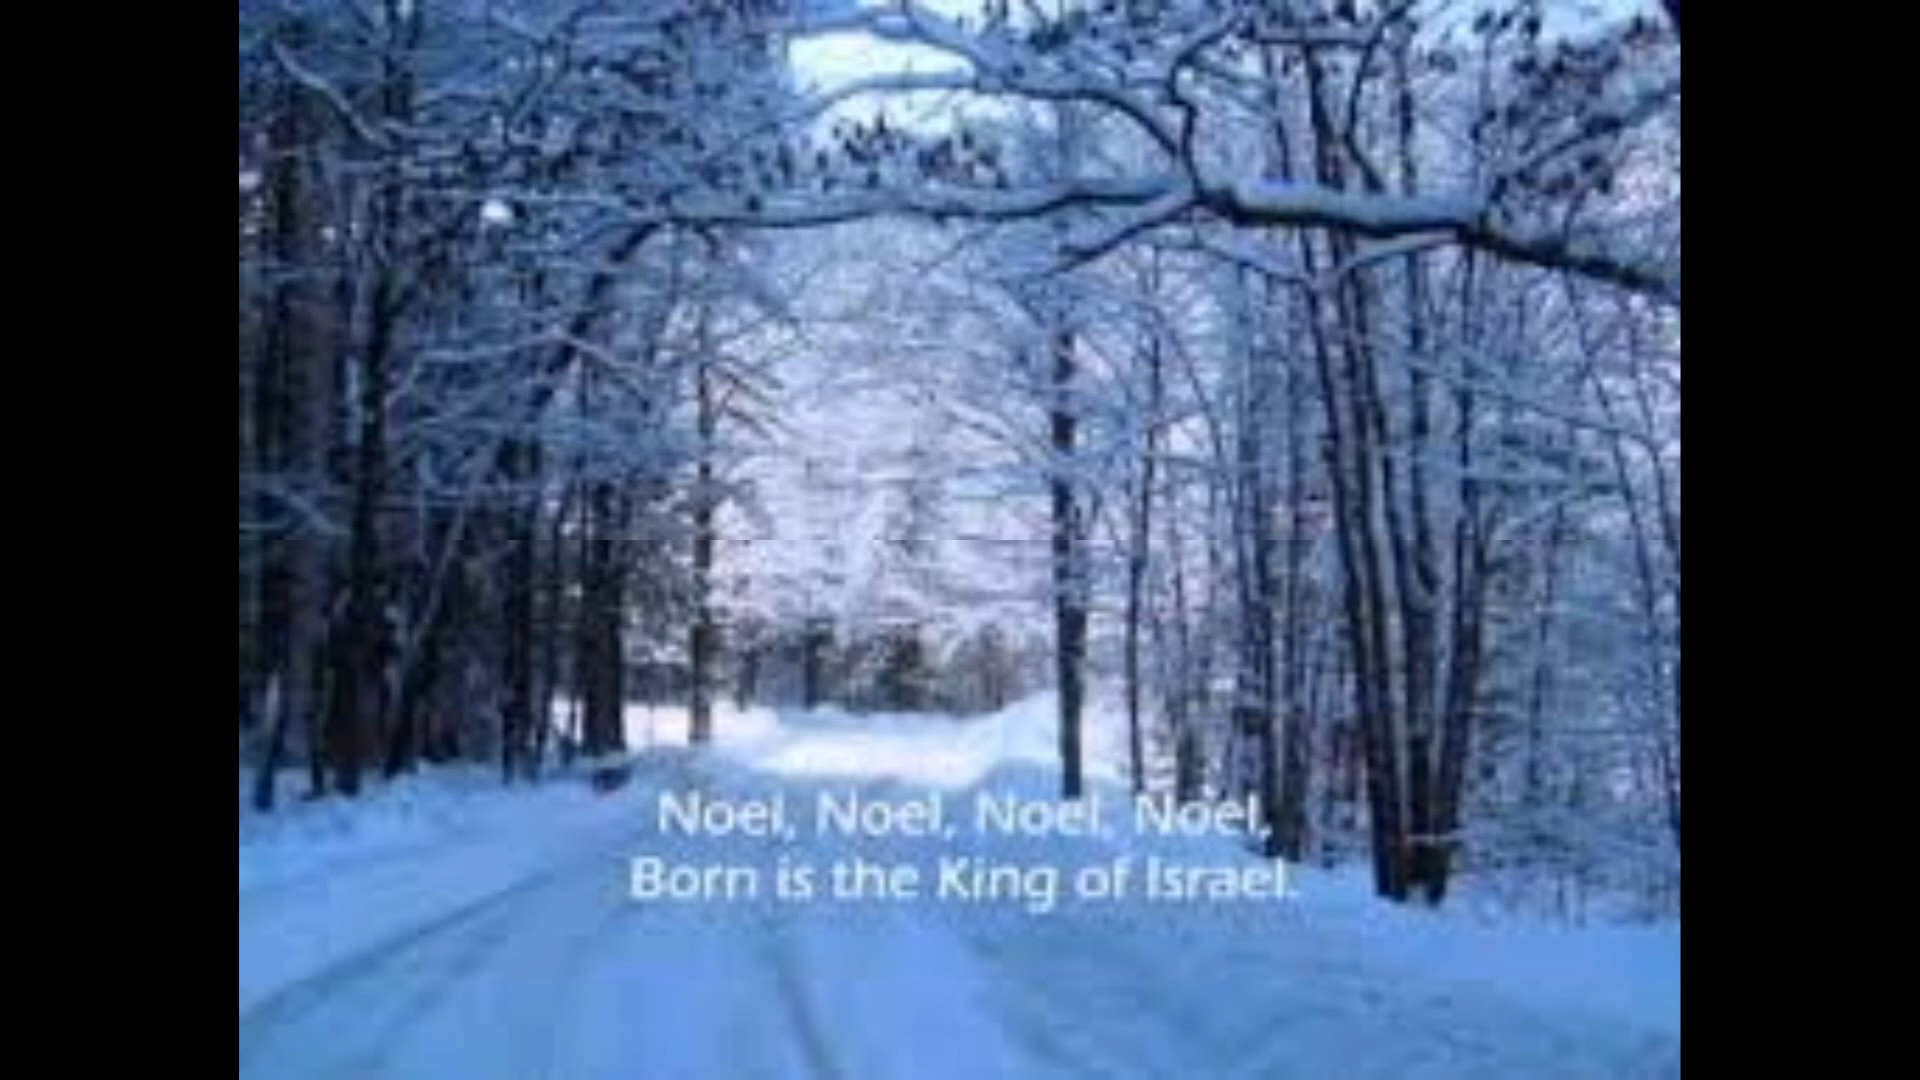 Noel, Noel, Noel, Noel,
Born is the King of Israel.